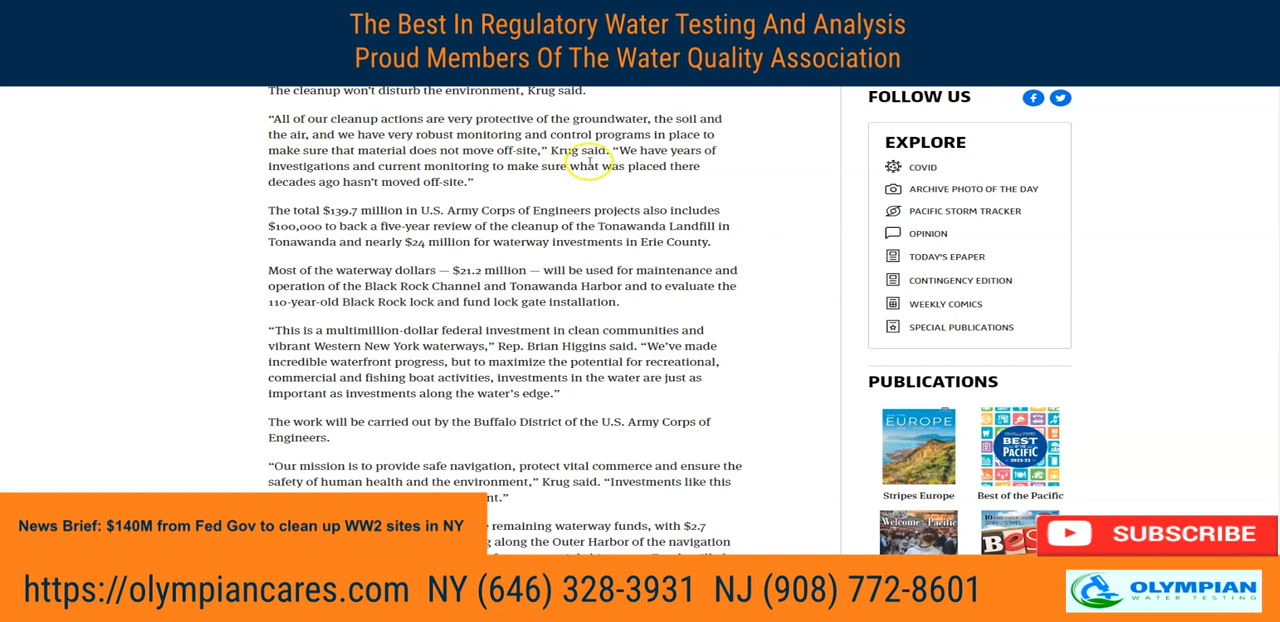 The Best In Regulatory Water Testing And Analysis
Proud Members Of The Water Quality Association
The cleanup won't disturb the environment, Krug said.
“All of our cleanup actions are very protective of the groundwater, the soil and
the air, and we have very robust monitoring and control programs in place to
make sure that material does not move off-site,” Krug said. “We have years of
investigations and current monitoring to make sure what was placed there
decades ago hasn't moved off-site.”
The total $139.7 million in U.S. Army Corps of Engineers projects also includes
$100,000 to back a five-year review of the cleanup of the Tonawanda Landfill in
Tonawanda and nearly $24 million for waterway investments in Erie County.
Most of the waterway dollars — $21.2 million — will be used for maintenance and
operation of the Black Rock Channel and Tonawanda Harbor and to evaluate the
110-year-old Black Rock lock and fund lock gate installation.
“This is a multimillion-dollar federal investment in clean communities and
vibrant Western New York waterways,” Rep. Brian Higgins said. “We've made
incredible waterfront progress, but to maximize the potential for recreational,
commercial and fishing boat activities, investments in the water are just as
important as investments along the water's edge.”
The work will be carried out by the Buffalo District of the U.S. Army Corps of
Engineers.
“Our mission is to provide safe navigation, protect vital commerce and ensure the
safety of human health and the environment,” Krug said. “Investments like this
nt.”
remaining waterway funds, with $2.7
along the Outer Harbor of the navigation
FOLLOW US
EXPLORE
COVID
ARCHIVE PHOTO OF THE DAY
PACIFIC STORM TRACKER
OPINION
TODAY'S EPAPER
CONTINGENCY EDITION
WEEKLY COMICS
SPECIAL PUBLICATIONS
PUBLICATIONS
EUROPE
BEST
OF THE
PACIFIC
2022-23
Stripes Europe
Best of the Pacific
Welcome Pacific
BEST
News Brief: $140M from Fed Gov to clean up WW2 sites in NY
SUBSCRIBE
https://olympiancares.com NY (646) 328-3931 NJ (908) 772-8601
OLYMPIAN
WATER TESTING